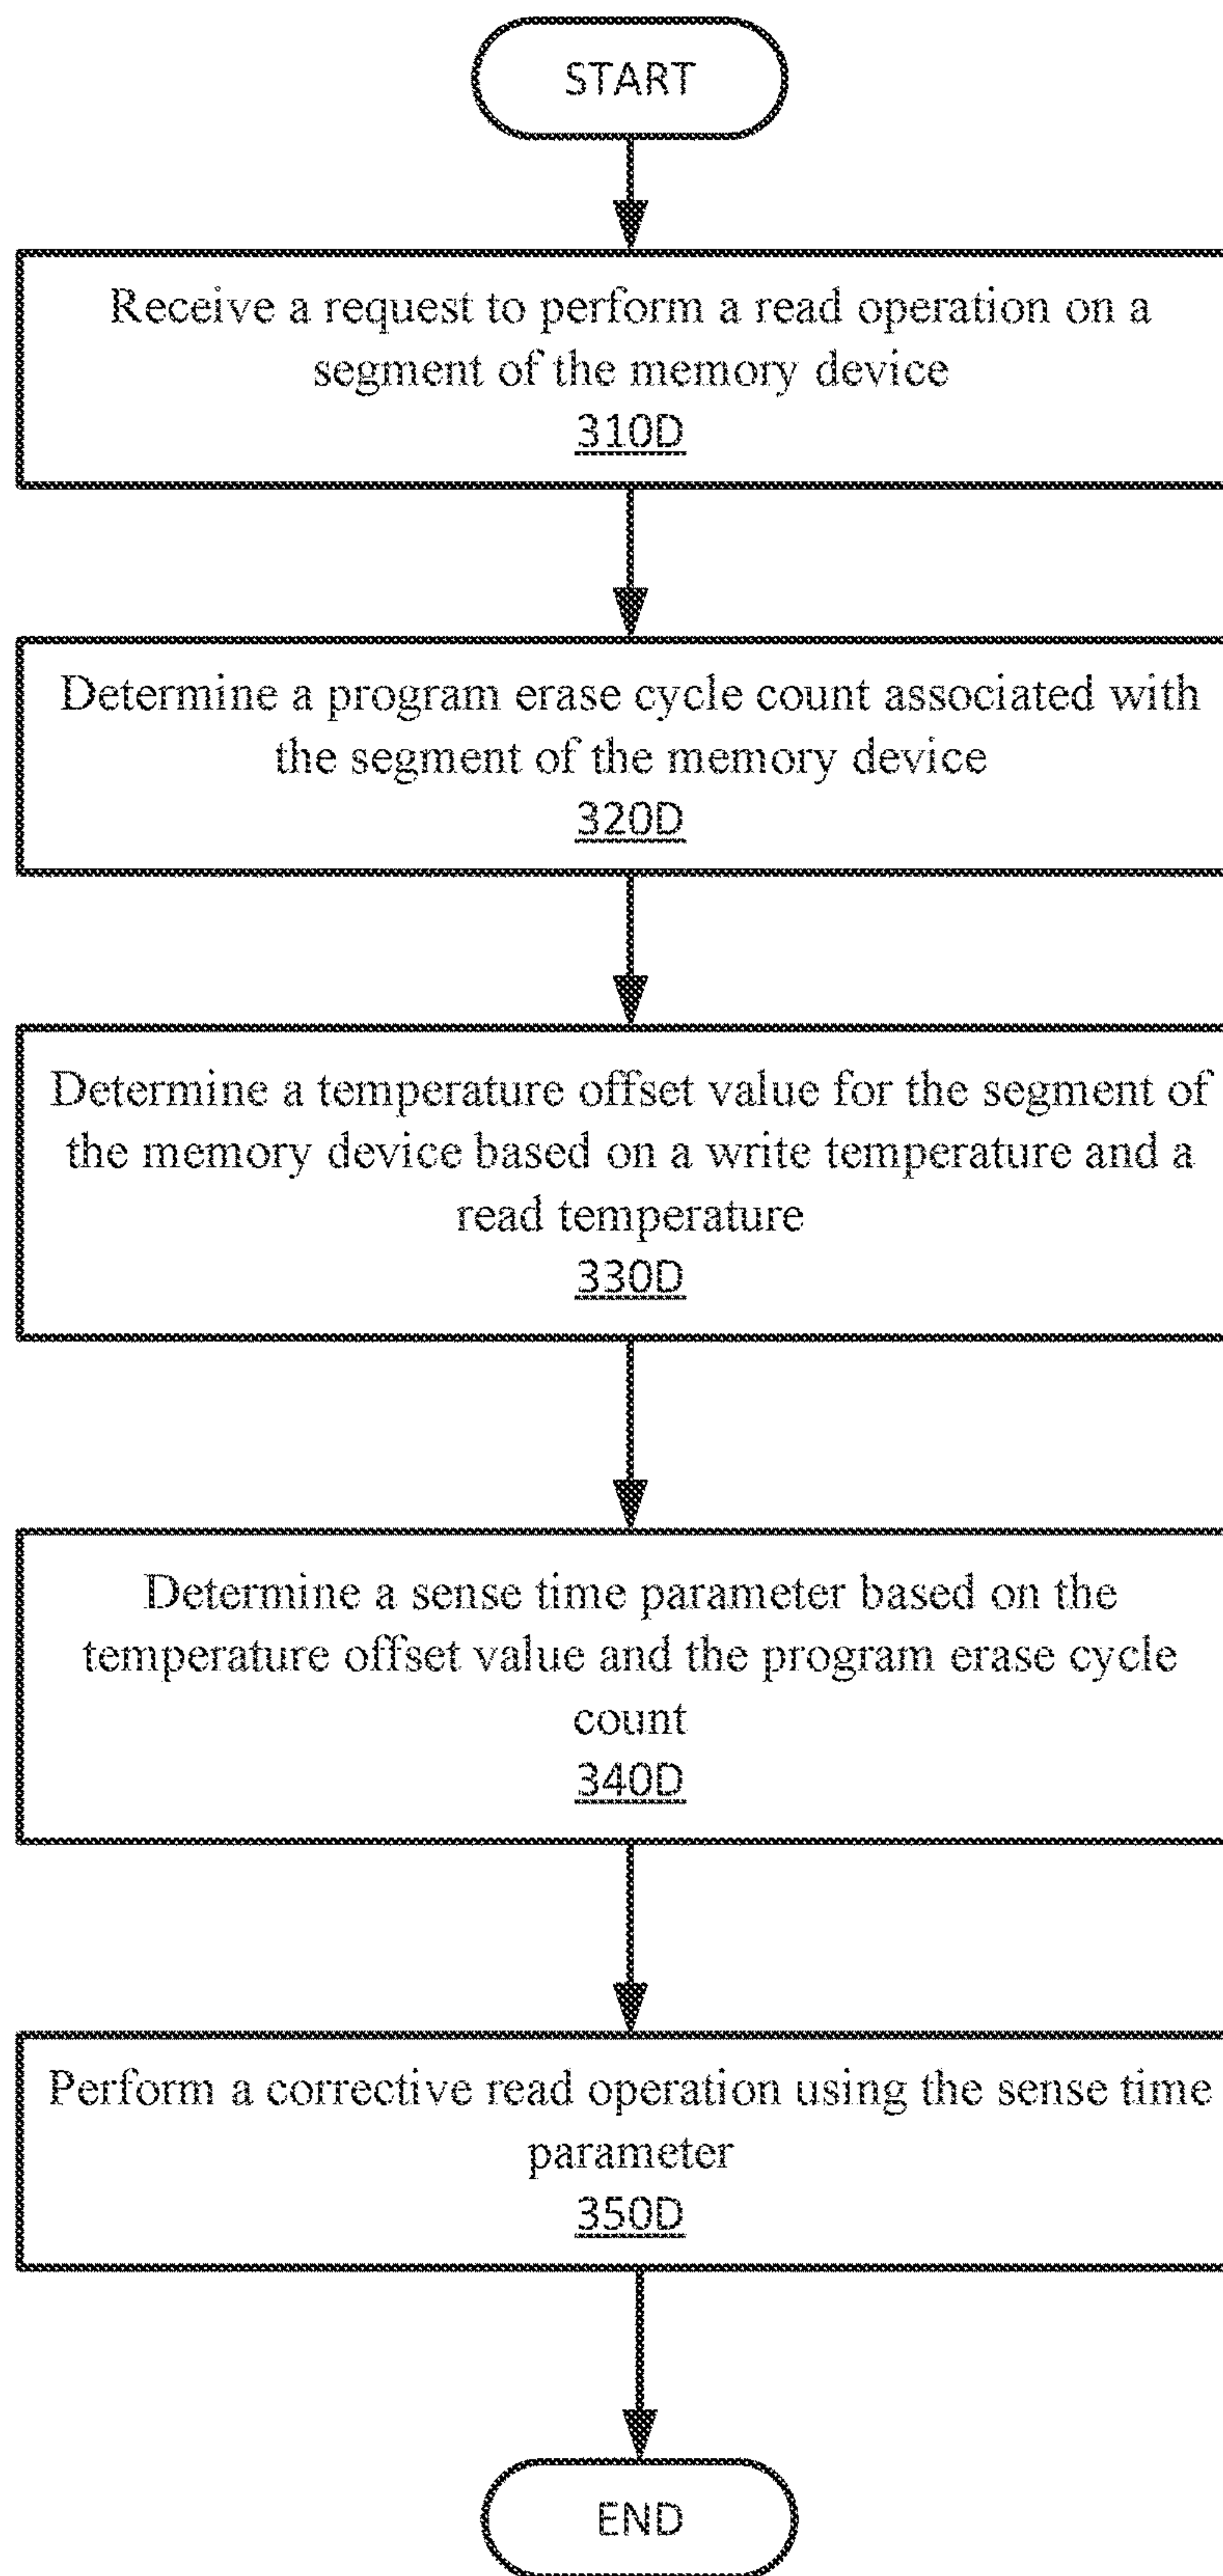 START
Receive a request to perform a read operation on a
segment of the memory device
310D
Determine a program erase cycle count associated with
the segment of the memory device
320D
Determine a temperature offset value for the segment of
the memory device based on a write temperature and a
read temperature
330D
Determine a sense time parameter based on the
temperature offset value and the program erase cycle
count
340D
Perform a corrective read operation using the sense time
parameter
350D
END